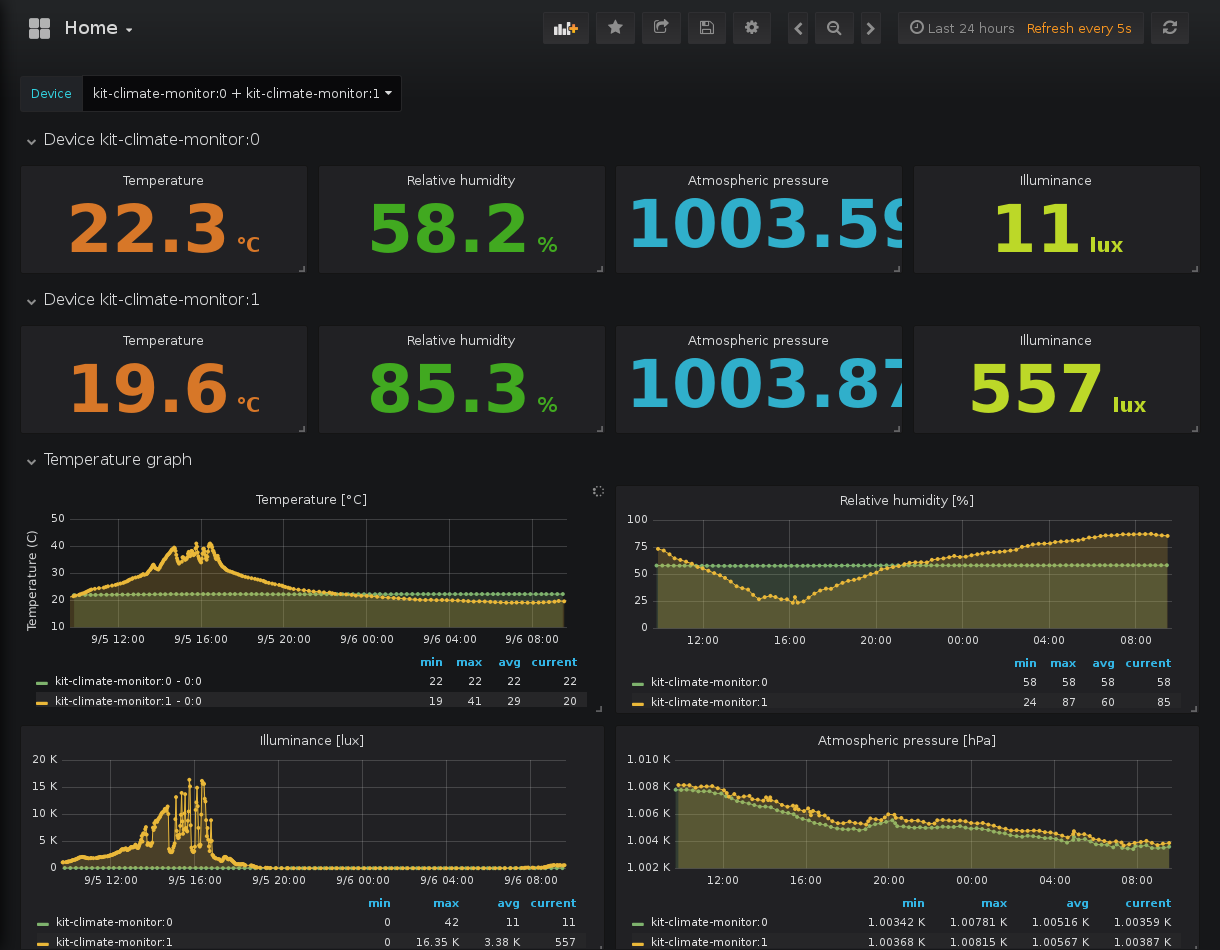 Home
Last 24 hours Refresh every 5s
Device kit-climate-monitor:0 + kit-climate-monitor:1
Device kit-climate-monitor:0
Temperature Relative humidity Atmospheric pressure Illuminance
22.3 °C 58.2 % 1003.59 11 lux
Device kit-climate-monitor:1
Temperature Relative humidity Atmospheric pressure Illuminance
19.6 °C 85.3 % 1003.87 557 lux
Temperature graph
Temperature [°C]
Temperature (C)
50
40
30
20
10
9/5 12:00 9/5 16:00 9/5 20:00 9/6 00:00 9/6 04:00 9/6 08:00
min max avg current
kit-climate-monitor:0 - 0:0 22 22 22 22
kit-climate-monitor:1 - 0:0 19 41 29 20
Relative humidity [%]
100
75
50
25
0
12:00 16:00 20:00 00:00 04:00 08:00
min max avg current
kit-climate-monitor:0 58 58 58 58
kit-climate-monitor:1 24 87 60 85
Illuminance [lux]
20 K
15 K
10 K
5 K
0
9/5 12:00 9/5 16:00 9/5 20:00 9/6 00:00 9/6 04:00 9/6 08:00
min max avg current
kit-climate-monitor:0 0 42 11 11
kit-climate-monitor:1 0 16.35 K 3.38 K 557
Atmospheric pressure [hPa]
1.010 K
1.008 K
1.006 K
1.004 K
1.002 K
12:00 16:00 20:00 00:00 04:00 08:00
min max avg current
kit-climate-monitor:0 1.00342 K 1.00781 K 1.00516 K 1.00359 K
kit-climate-monitor:1 1.00368 K 1.00815 K 1.00567 K 1.00387 K